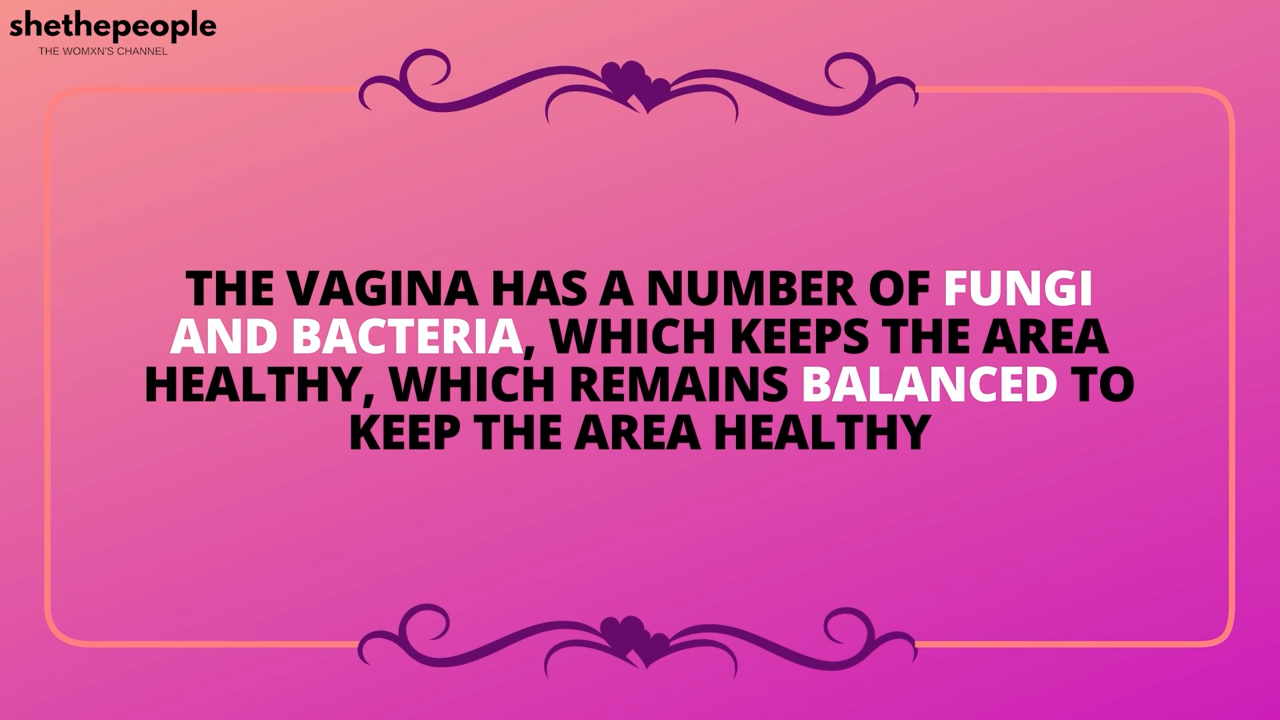 shethepeople
THE WOMXN'S CHANNEL
THE VAGINA HAS A NUMBER OF FUNGI
AND BACTERIA, WHICH KEEPS THE AREA
HEALTHY, WHICH REMAINS BALANCED TO
KEEP THE AREA HEALTHY